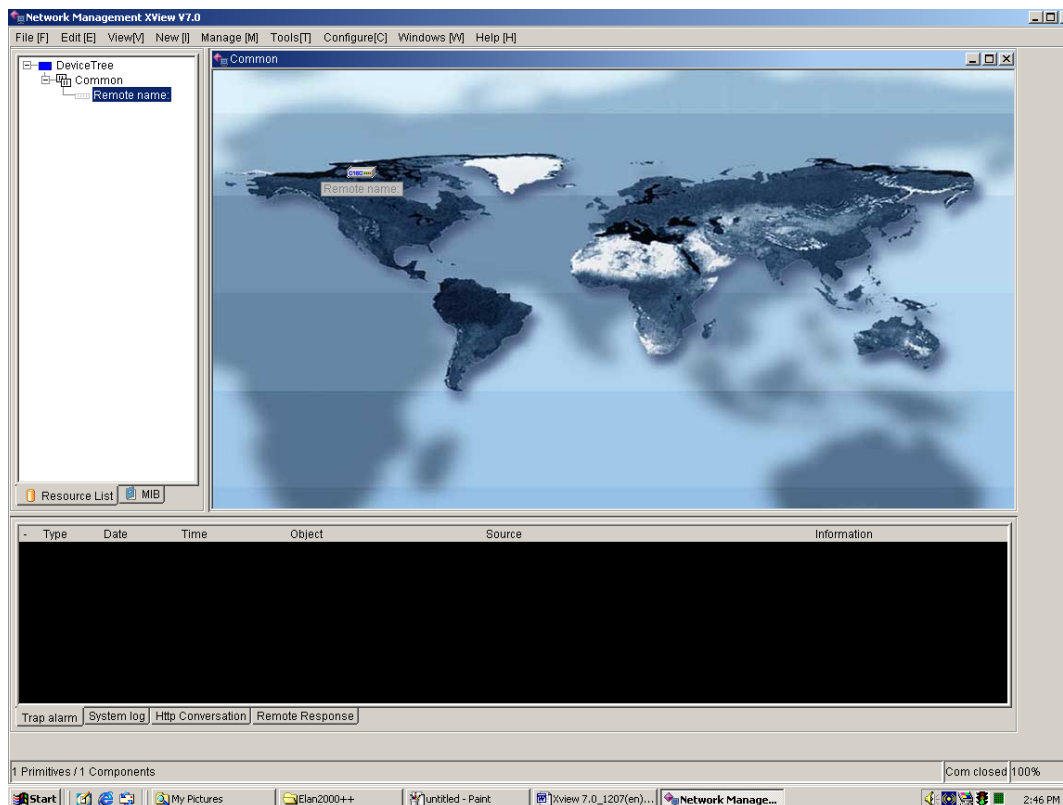 Network Management XView V7.0
File [F] Edit [E] View[V] New [I] Manage [M] Tools[T] Configure[C] Windows [W] Help [H]
DeviceTree
Common
Remote name:
Resource List MIB
Common
Remote name:
- Type Date Time Object Source Information
Trap alarm System log Http Conversation Remote Response
1 Primitives / 1 Components Com closed 100%
Start My Pictures Elan2000++ untitled - Paint Xview 7.0_1207(en)... Network Manage... 2:46 PM